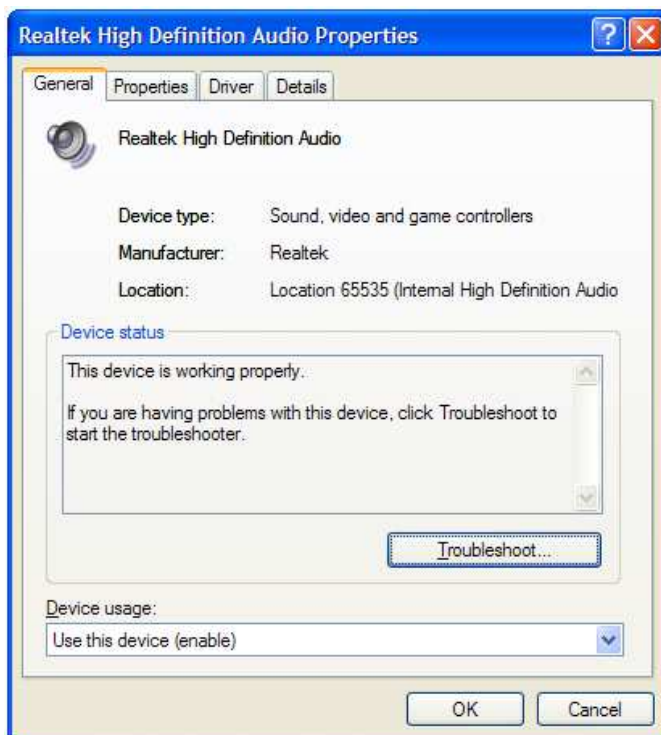 Realtek High Definition Audio Properties
General Properties Driver Details
Realtek High Definition Audio
Device type: Sound, video and game controllers
Manufacturer: Realtek
Location: Location 65535 (Internal High Definition Audio
Device status
This device is working properly.
If you are having problems with this device, click Troubleshoot to
start the troubleshooter.
Troubleshoot...
Device usage:
Use this device (enable)
OK Cancel